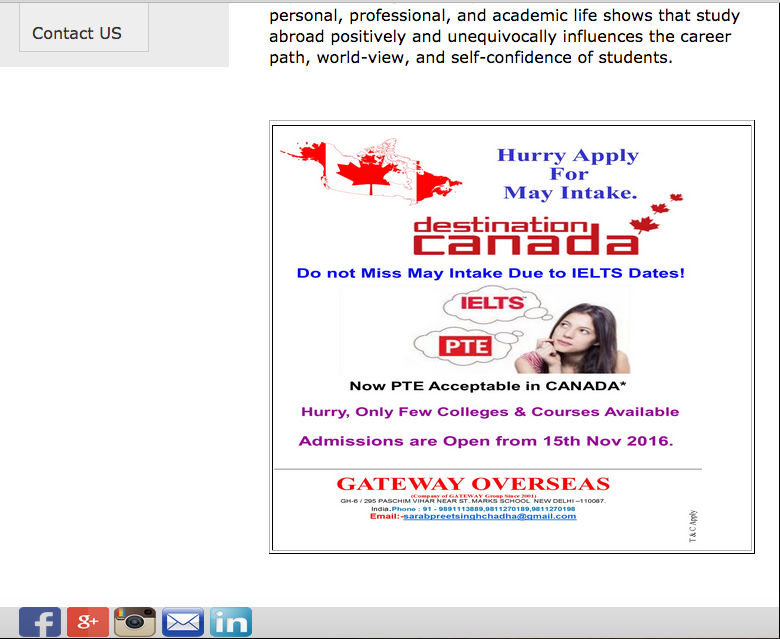 Contact US
personal, professional, and academic life shows that study
abroad positively and unequivocally influences the career
path, world-view, and self-confidence of students.
Hurry Apply
For
May Intake.
destination
canada
Do not Miss May Intake Due to IELTS Dates!
IELTS™
PTE
Now PTE Acceptable in CANADA*
Hurry, Only Few Colleges & Courses Available
Admissions are Open from 15th Nov 2016.
GATEWAY OVERSEAS
(Company of GATEWAY Group Since 2001)
GH-6 / 295 PASCHIM VIHAR NEAR ST. MARKS SCHOOL NEW DELHI –110087.
India.Phone : 91 - 9891113889,9811270189,9811270198
Email:-sarabpreetsinghchadha@gmail.com
T & C Apply
f g+ in